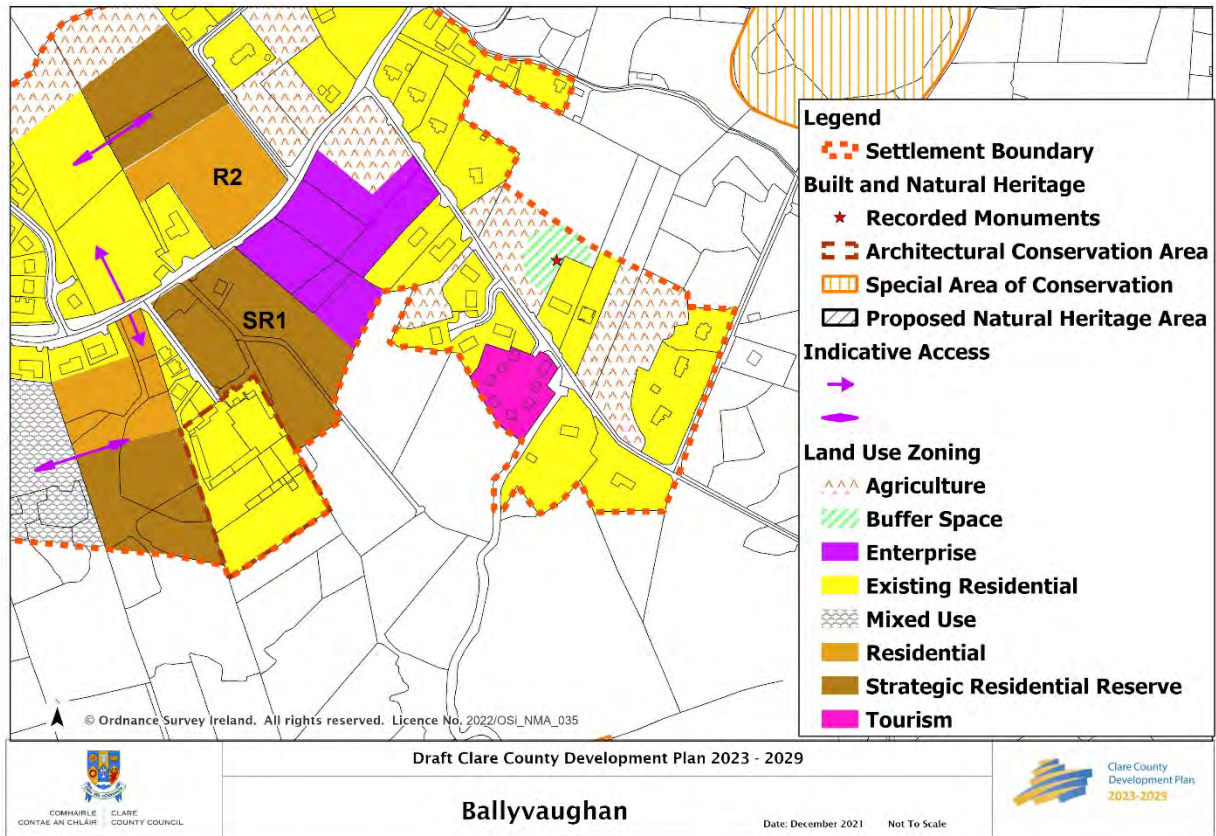 R2
SR1
Legend
Settlement Boundary
Built and Natural Heritage
Recorded Monuments
Architectural Conservation Area
Special Area of Conservation
Proposed Natural Heritage Area
Indicative Access
Land Use Zoning
Agriculture
Buffer Space
Enterprise
Existing Residential
Mixed Use
Residential
Strategic Residential Reserve
Tourism
© Ordnance Survey Ireland. All rights reserved. Licence No. 2022/OSi_NMA_035
COMHAIRLE CONTAE AN CHLÁIR
CLARE COUNTY COUNCIL
Draft Clare County Development Plan 2023 - 2029
Ballyvaughan
Date: December 2021 Not To Scale
Clare County
Development Plan
2023-2029